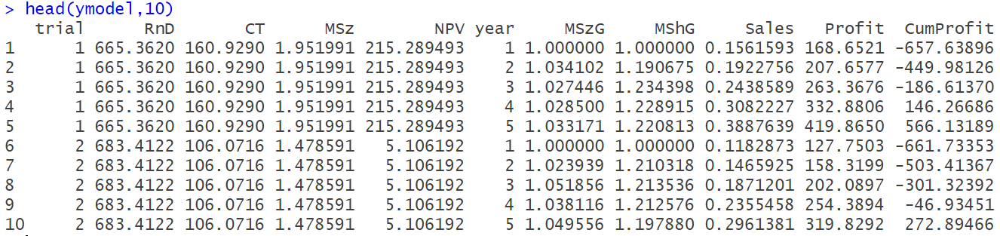 > head(ymodel,10)
trial RnD CT MSz NPV year MSzG MShG Sales Profit CumProfit
1 1 665.3620 160.9290 1.951991 215.289493 1 1.000000 1.000000 0.1561593 168.6521 -657.63896
2 1 665.3620 160.9290 1.951991 215.289493 2 1.034102 1.190675 0.1922756 207.6577 -449.98126
3 1 665.3620 160.9290 1.951991 215.289493 3 1.027446 1.234398 0.2438589 263.3676 -186.61370
4 1 665.3620 160.9290 1.951991 215.289493 4 1.028500 1.228915 0.3082227 332.8806 146.26686
5 1 665.3620 160.9290 1.951991 215.289493 5 1.033171 1.220813 0.3887639 419.8650 566.13189
6 2 683.4122 106.0716 1.478591 5.106192 1 1.000000 1.000000 0.1182873 127.7503 -661.73353
7 2 683.4122 106.0716 1.478591 5.106192 2 1.023939 1.210318 0.1465925 158.3199 -503.41367
8 2 683.4122 106.0716 1.478591 5.106192 3 1.051856 1.213536 0.1871201 202.0897 -301.32392
9 2 683.4122 106.0716 1.478591 5.106192 4 1.038116 1.212576 0.2355458 254.3894 -46.93451
10 2 683.4122 106.0716 1.478591 5.106192 5 1.049556 1.197880 0.2961381 319.8292 272.89466